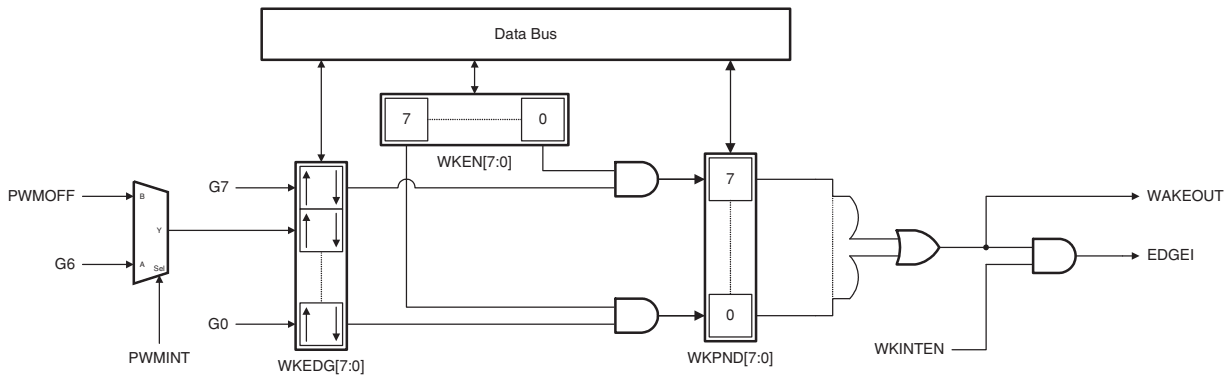 Data Bus
7
0
WKEN[7:0]
G7
7
PWMOFF
B
WAKEOUT
Y
EDGEI
G6
A
Sel
G0
0
PWMINT
WKINTEN
WKPND[7:0]
WKEDG[7:0]